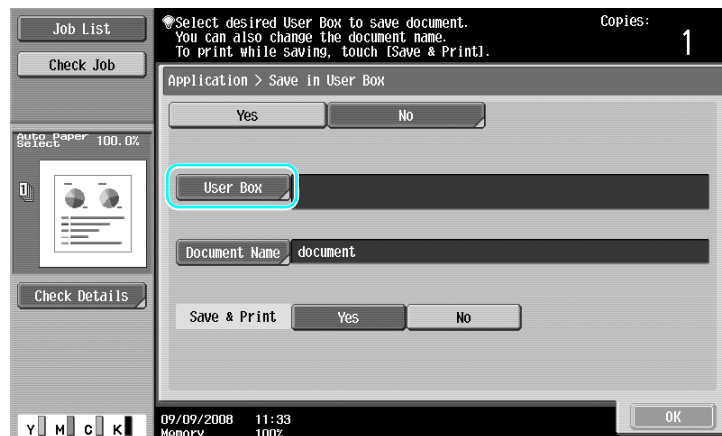 Job List
Check Job
Select desired User Box to save document.
You can also change the document name.
To print while saving, touch [Save & Print].
Copies:
1
Application > Save in User Box
Yes
No
Auto Paper Select
100.0%
1
User Box
Document Name
document
Check Details
Save & Print
Yes
No
OK
Y M C K
09/09/2008 11:33
Memory 100%